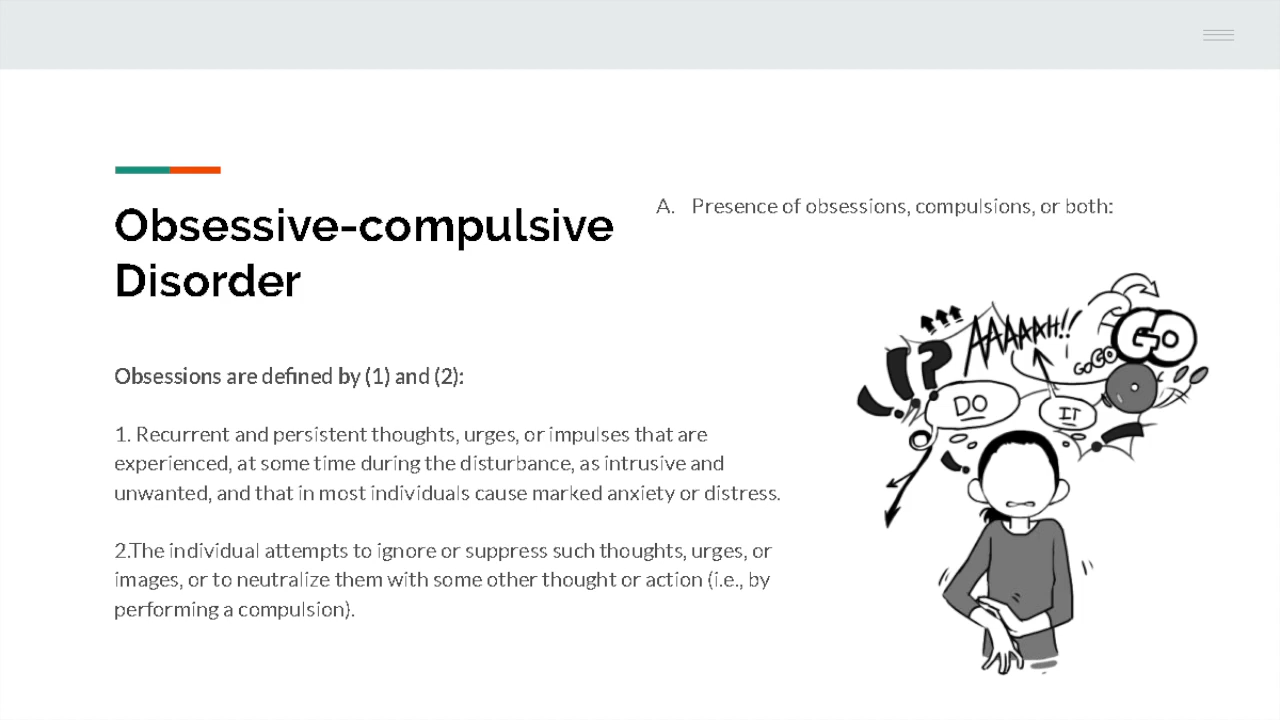 Obsessive-compulsive
Disorder
A. Presence of obsessions, compulsions, or both:
Obsessions are defined by (1) and (2):
1. Recurrent and persistent thoughts, urges, or impulses that are
experienced, at some time during the disturbance, as intrusive and
unwanted, and that in most individuals cause marked anxiety or distress.
2.The individual attempts to ignore or suppress such thoughts, urges, or
images, or to neutralize them with some other thought or action (i.e., by
performing a compulsion).
!?
AAAAAH!!
GO
GO GO
DO
IT